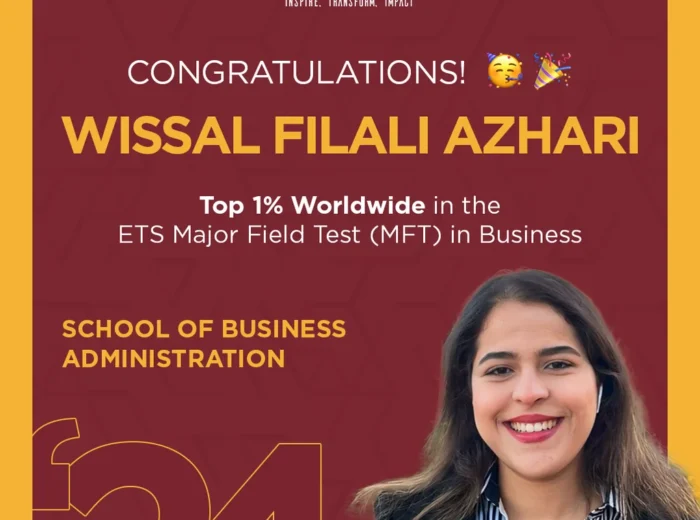 INSPIRE. TRANSFORM. IMPACT
CONGRATULATIONS! 🥳 🎉
WISSAL FILALI AZHARI
Top 1% Worldwide in the
ETS Major Field Test (MFT) in Business
SCHOOL OF BUSINESS
ADMINISTRATION
f24